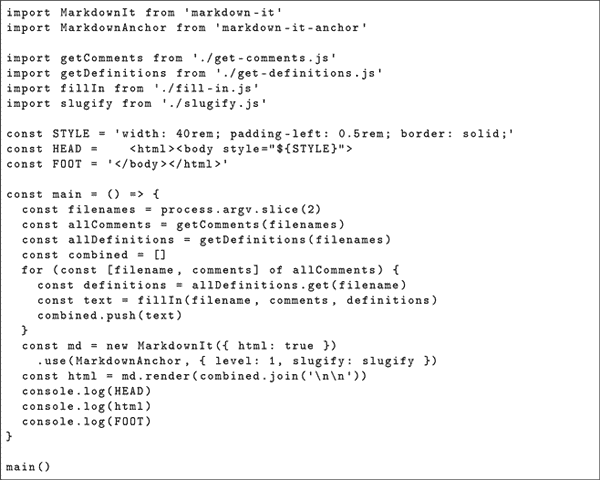 import MarkdownIt from 'markdown-it'
import MarkdownAnchor from 'markdown-it-anchor'

import getComments from './get-comments.js'
import getDefinitions from './get-definitions.js'
import fillIn from './fill-in.js'
import slugify from './slugify.js'

const STYLE = 'width: 40rem; padding-left: 0.5rem; border: solid;'
const HEAD =    <html><body style="${STYLE}">
const FOOT = '</body></html>'

const main = () => {
  const filenames = process.argv.slice(2)
  const allComments = getComments(filenames)
  const allDefinitions = getDefinitions(filenames)
  const combined = []
  for (const [filename, comments] of allComments) {
    const definitions = allDefinitions.get(filename)
    const text = fillIn(filename, comments, definitions)
    combined.push(text)
  }
  const md = new MarkdownIt({ html: true })
    .use(MarkdownAnchor, { level: 1, slugify: slugify })
  const html = md.render(combined.join('\n\n'))
  console.log(HEAD)
  console.log(html)
  console.log(FOOT)
}

main()